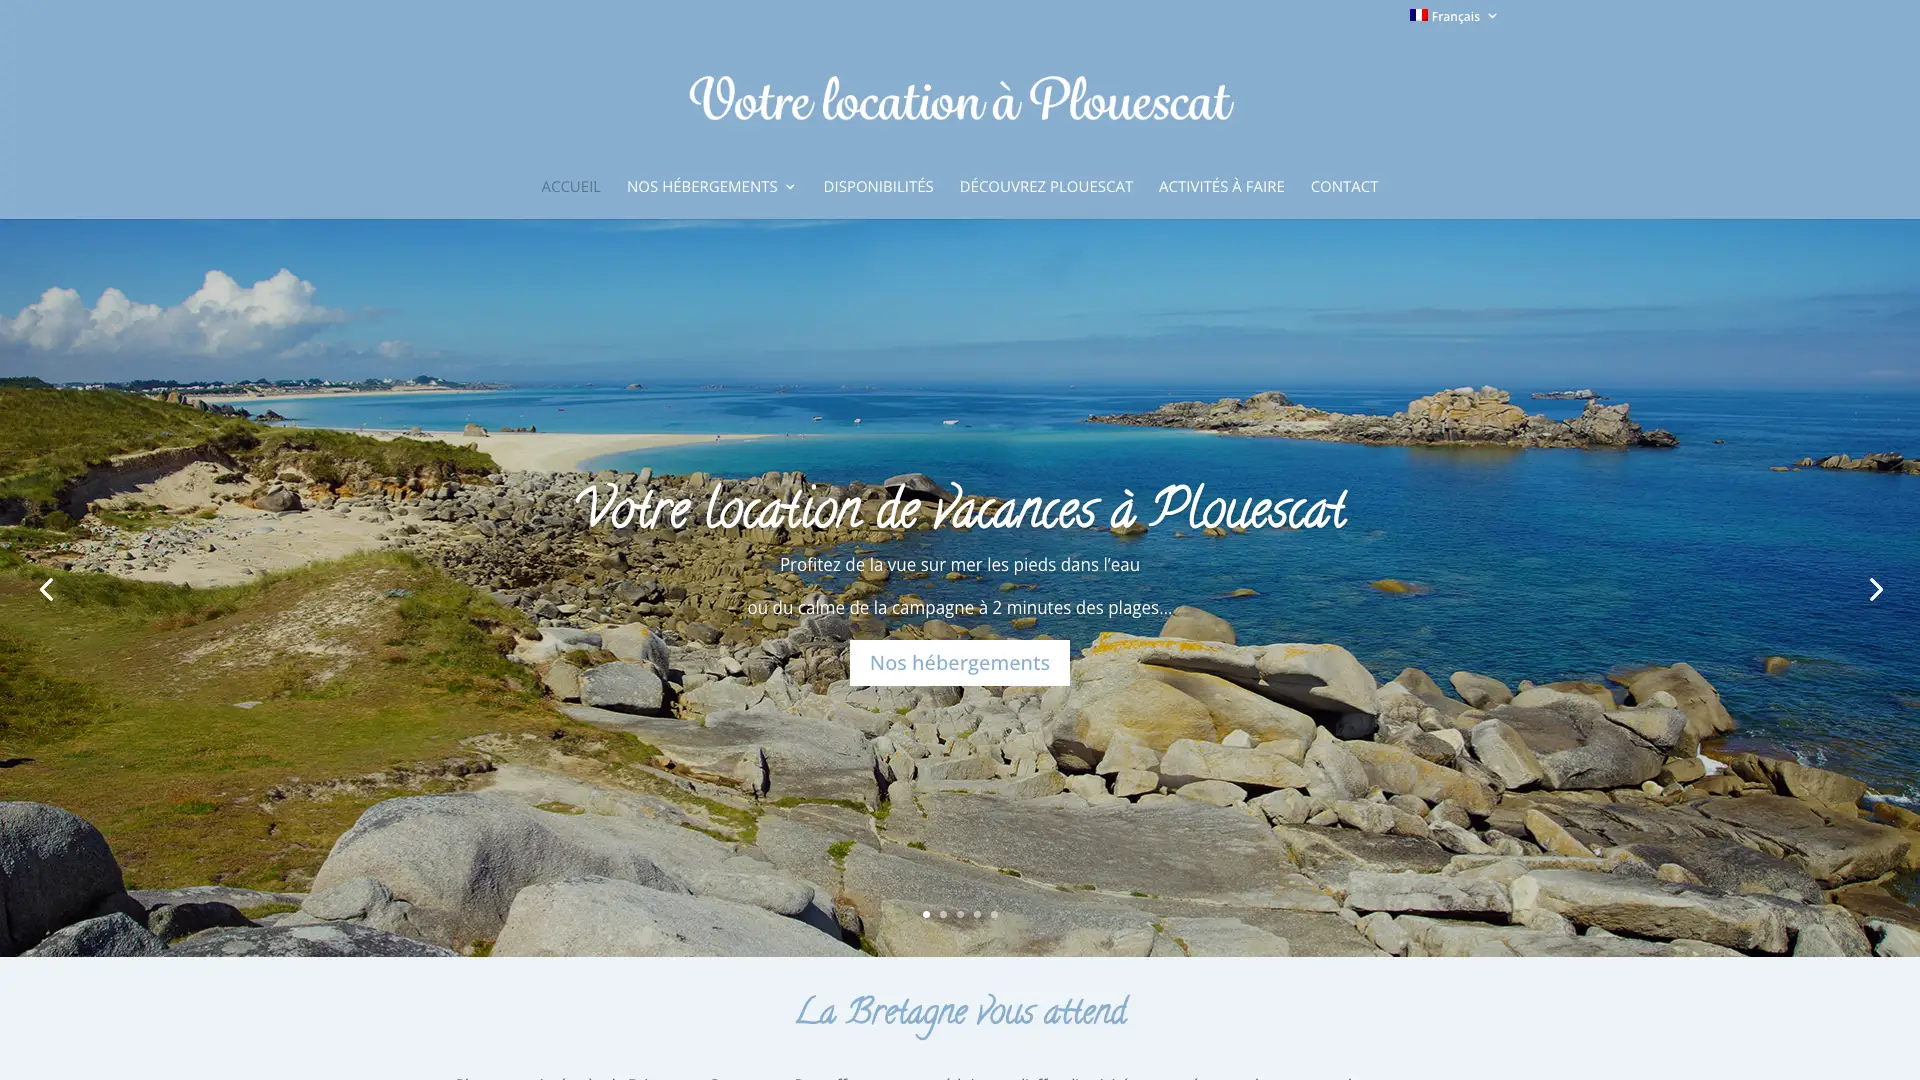 Français
Votre location à Plouescat
ACCUEIL NOS HÉBERGEMENTS DISPONIBILITÉS DÉCOUVREZ PLOUESCAT ACTIVITÉS À FAIRE CONTACT
Votre location de vacances à Plouescat
Profitez de la vue sur mer les pieds dans l'eau
ou du calme de la campagne à 2 minutes des plages...
Nos hébergements
La Bretagne vous attend